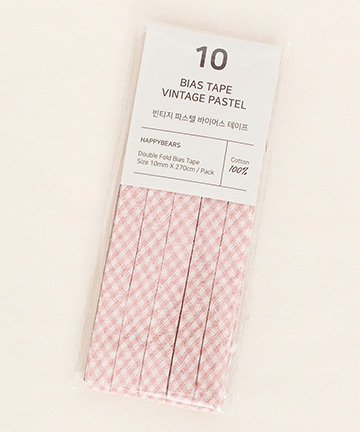 10
BIAS TAPE
VINTAGE PASTEL
빈티지 파스텔 바이어스 테이프
HAPPYBEARS
Double Fold Bias Tape
Size 10mm X 270cm / Pack
Cotton
100%